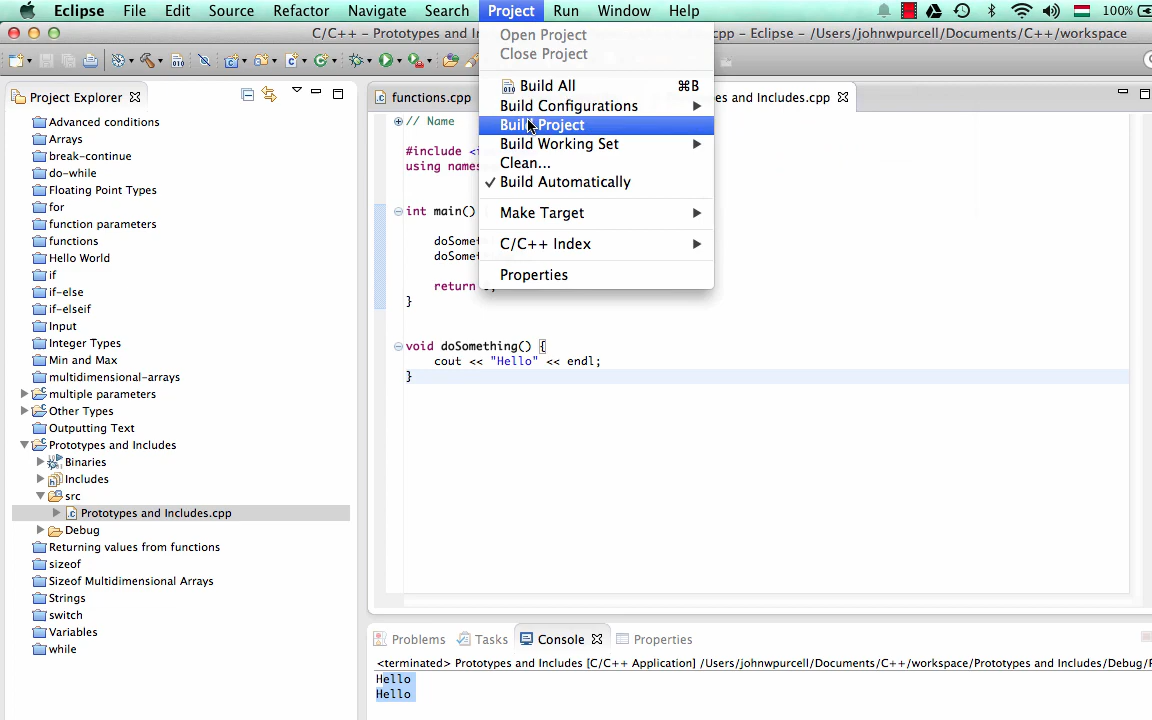 Eclipse File Edit Source Refactor Navigate Search Project Run Window Help 100%
C/C++ – Prototypes and In cpp – Eclipse – /Users/johnwpurcell/Documents/C++/workspace
Open Project
Close Project
Build All ⌘B
Build Configurations
Build Project
Build Working Set
Clean...
✓ Build Automatically
Make Target
C/C++ Index
Properties
Project Explorer
Advanced conditions
Arrays
break-continue
do-while
Floating Point Types
for
function parameters
functions
Hello World
if
if-else
if-elseif
Input
Integer Types
Min and Max
multidimensional-arrays
multiple parameters
Other Types
Outputting Text
Prototypes and Includes
Binaries
Includes
src
Prototypes and Includes.cpp
Debug
Returning values from functions
sizeof
Sizeof Multidimensional Arrays
Strings
switch
Variables
while
functions.cpp es and Includes.cpp
// Name
#include <i
using names
int main()
doSomet
doSomet
return 0;
}
void doSomething() {
cout << "Hello" << endl;
}
Problems Tasks Console Properties
<terminated> Prototypes and Includes [C/C++ Application] /Users/johnwpurcell/Documents/C++/workspace/Prototypes and Includes/Debug/P
Hello
Hello